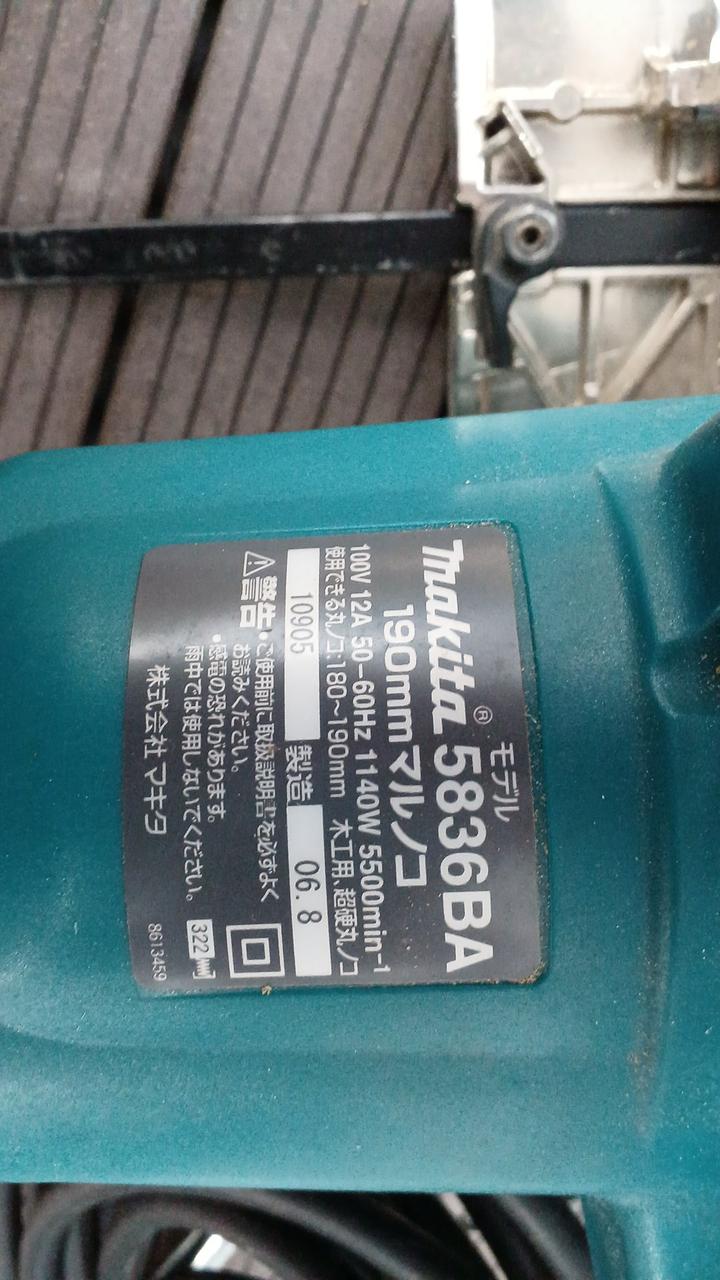 モデル
makita® 5836BA
190mm マルノコ
100V 12A 50-60Hz 1140W 5500min-1
使用できる丸ノコ:180~190mm 木工用、超硬丸ノコ
10905 製造 06.8
⚠警告・ご使用前に取扱説明書を必ずよく
お読みください。
・感電の恐れがあります。
雨中では使用しないでください。
322
株式会社 マキタ
8613459